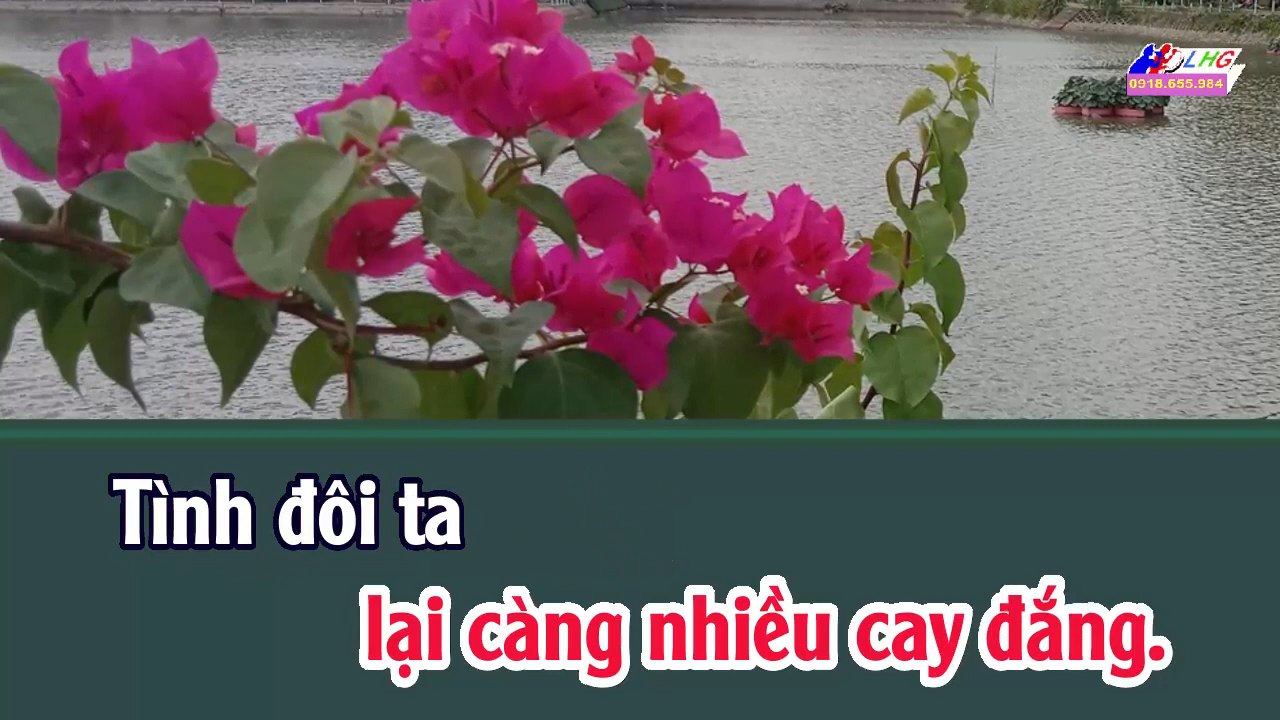 LHG
0918.655.984
Tình đôi ta
lại càng nhiều cay đắng.